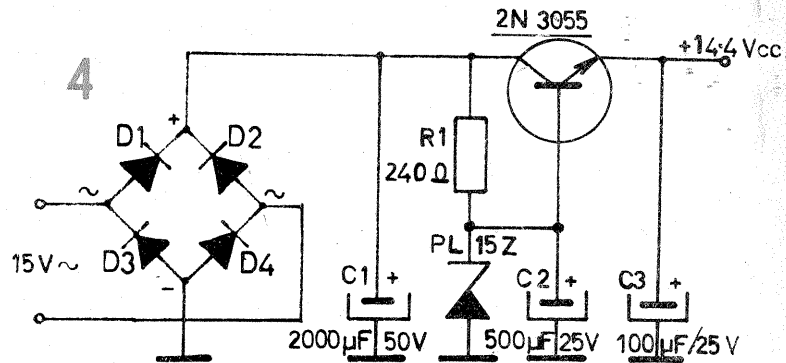 4
2N 3055
+14.4 Vcc
D1
D2
+
~
~
R1
240 Ω
D3
D4
-
15V~
PL 15Z
C1 +
2000µF 50V
C2 +
500µF 25V
C3 +
100µF/25V